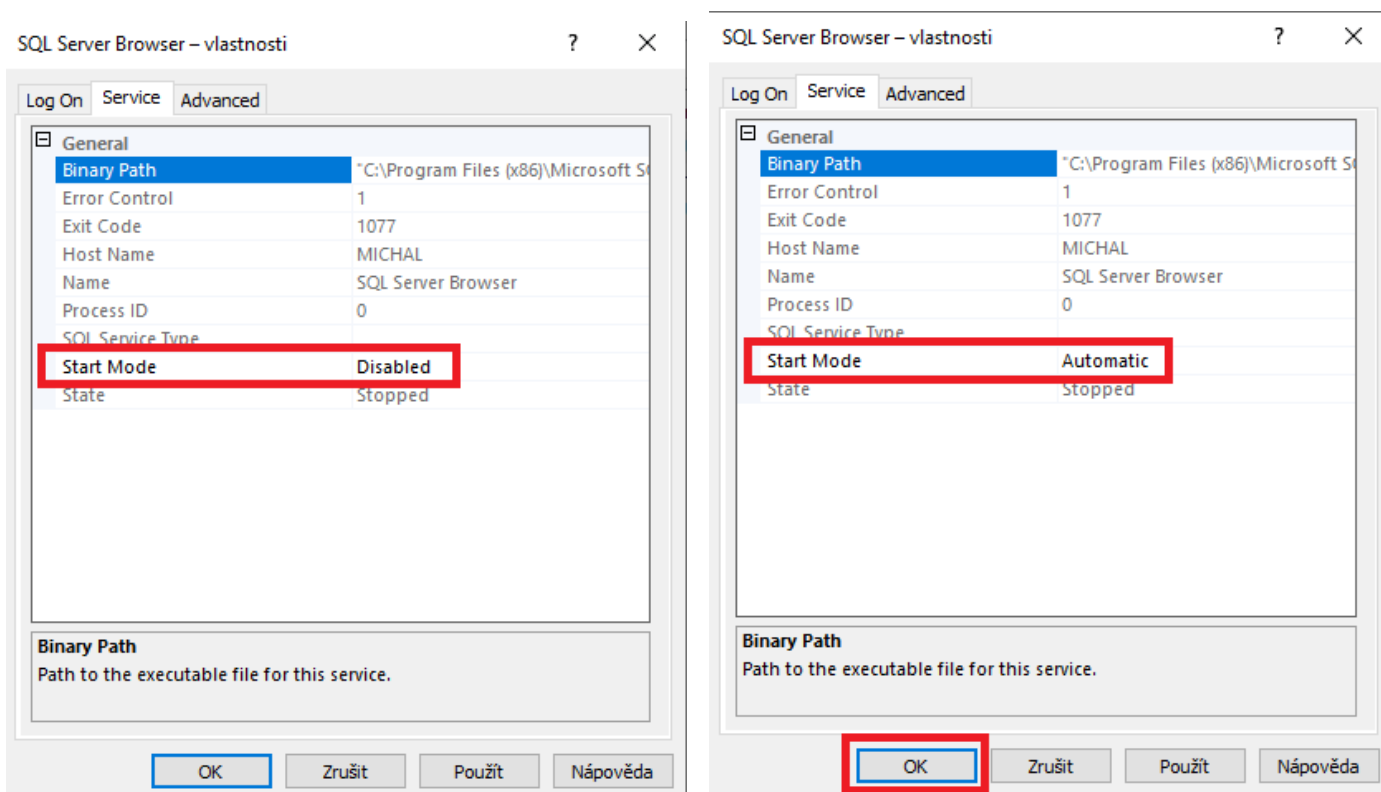 SQL Server Browser – vlastnosti ? ✕
Log On Service Advanced
General
Binary Path "C:\Program Files (x86)\Microsoft S
Error Control 1
Exit Code 1077
Host Name MICHAL
Name SQL Server Browser
Process ID 0
SQL Service Type
Start Mode Disabled
State Stopped
Binary Path
Path to the executable file for this service.
OK Zrušit Použít Nápověda
SQL Server Browser – vlastnosti ? ✕
Log On Service Advanced
General
Binary Path "C:\Program Files (x86)\Microsoft S
Error Control 1
Exit Code 1077
Host Name MICHAL
Name SQL Server Browser
Process ID 0
SQL Service Type
Start Mode Automatic
State Stopped
Binary Path
Path to the executable file for this service.
OK Zrušit Použít Nápověda